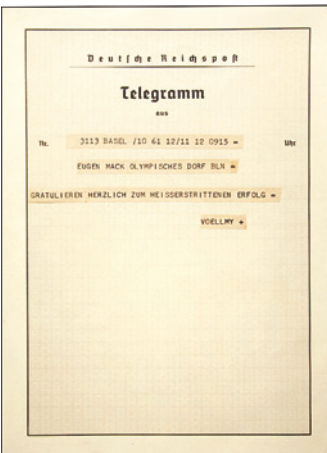 Deutsche Reichspost
Telegramm
aus
Nr. 3113 BASEL /10 61 12/11 12 0915 = Uhr
EUGEN MACK OLYMPISCHES DORF BLN =
GRATULIEREN HERZLICH ZUM HEISSERSTRITTENEN ERFOLG =
VOELLMY +